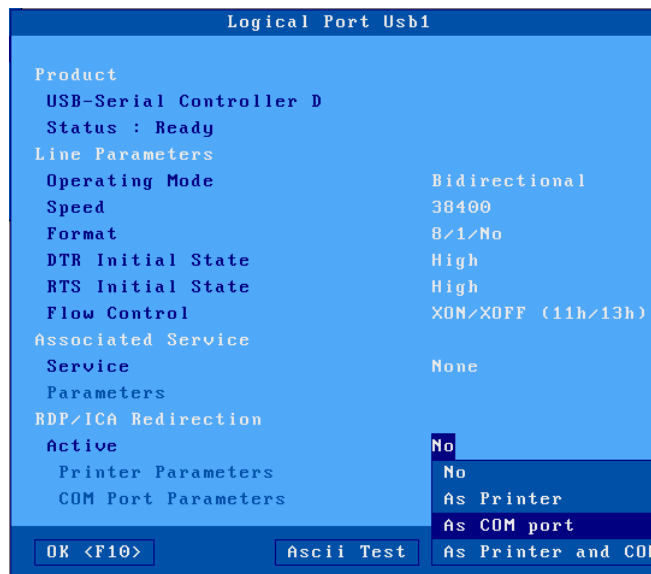 Logical Port Usb1
Product
USB-Serial Controller D
Status : Ready
Line Parameters
Operating Mode Bidirectional
Speed 38400
Format 8/1/No
DTR Initial State High
RTS Initial State High
Flow Control XON/XOFF (11h/13h)
Associated Service
Service None
Parameters
RDP/ICA Redirection
Active No
Printer Parameters No
COM Port Parameters As Printer
As COM port
OK <F10> Ascii Test As Printer and